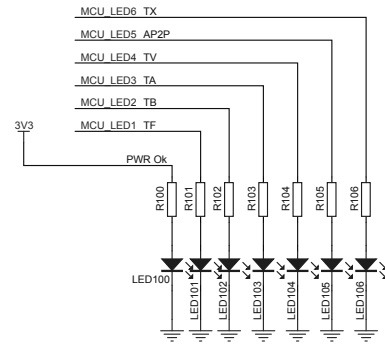 MCU_LED6 TX
MCU_LED5 AP2P
MCU_LED4 TV
MCU_LED3 TA
MCU_LED2 TB
MCU_LED1 TF
3V3
PWR Ok
R100
R101
R102
R103
R104
R105
R106
LED100
LED101
LED102
LED103
LED104
LED105
LED106